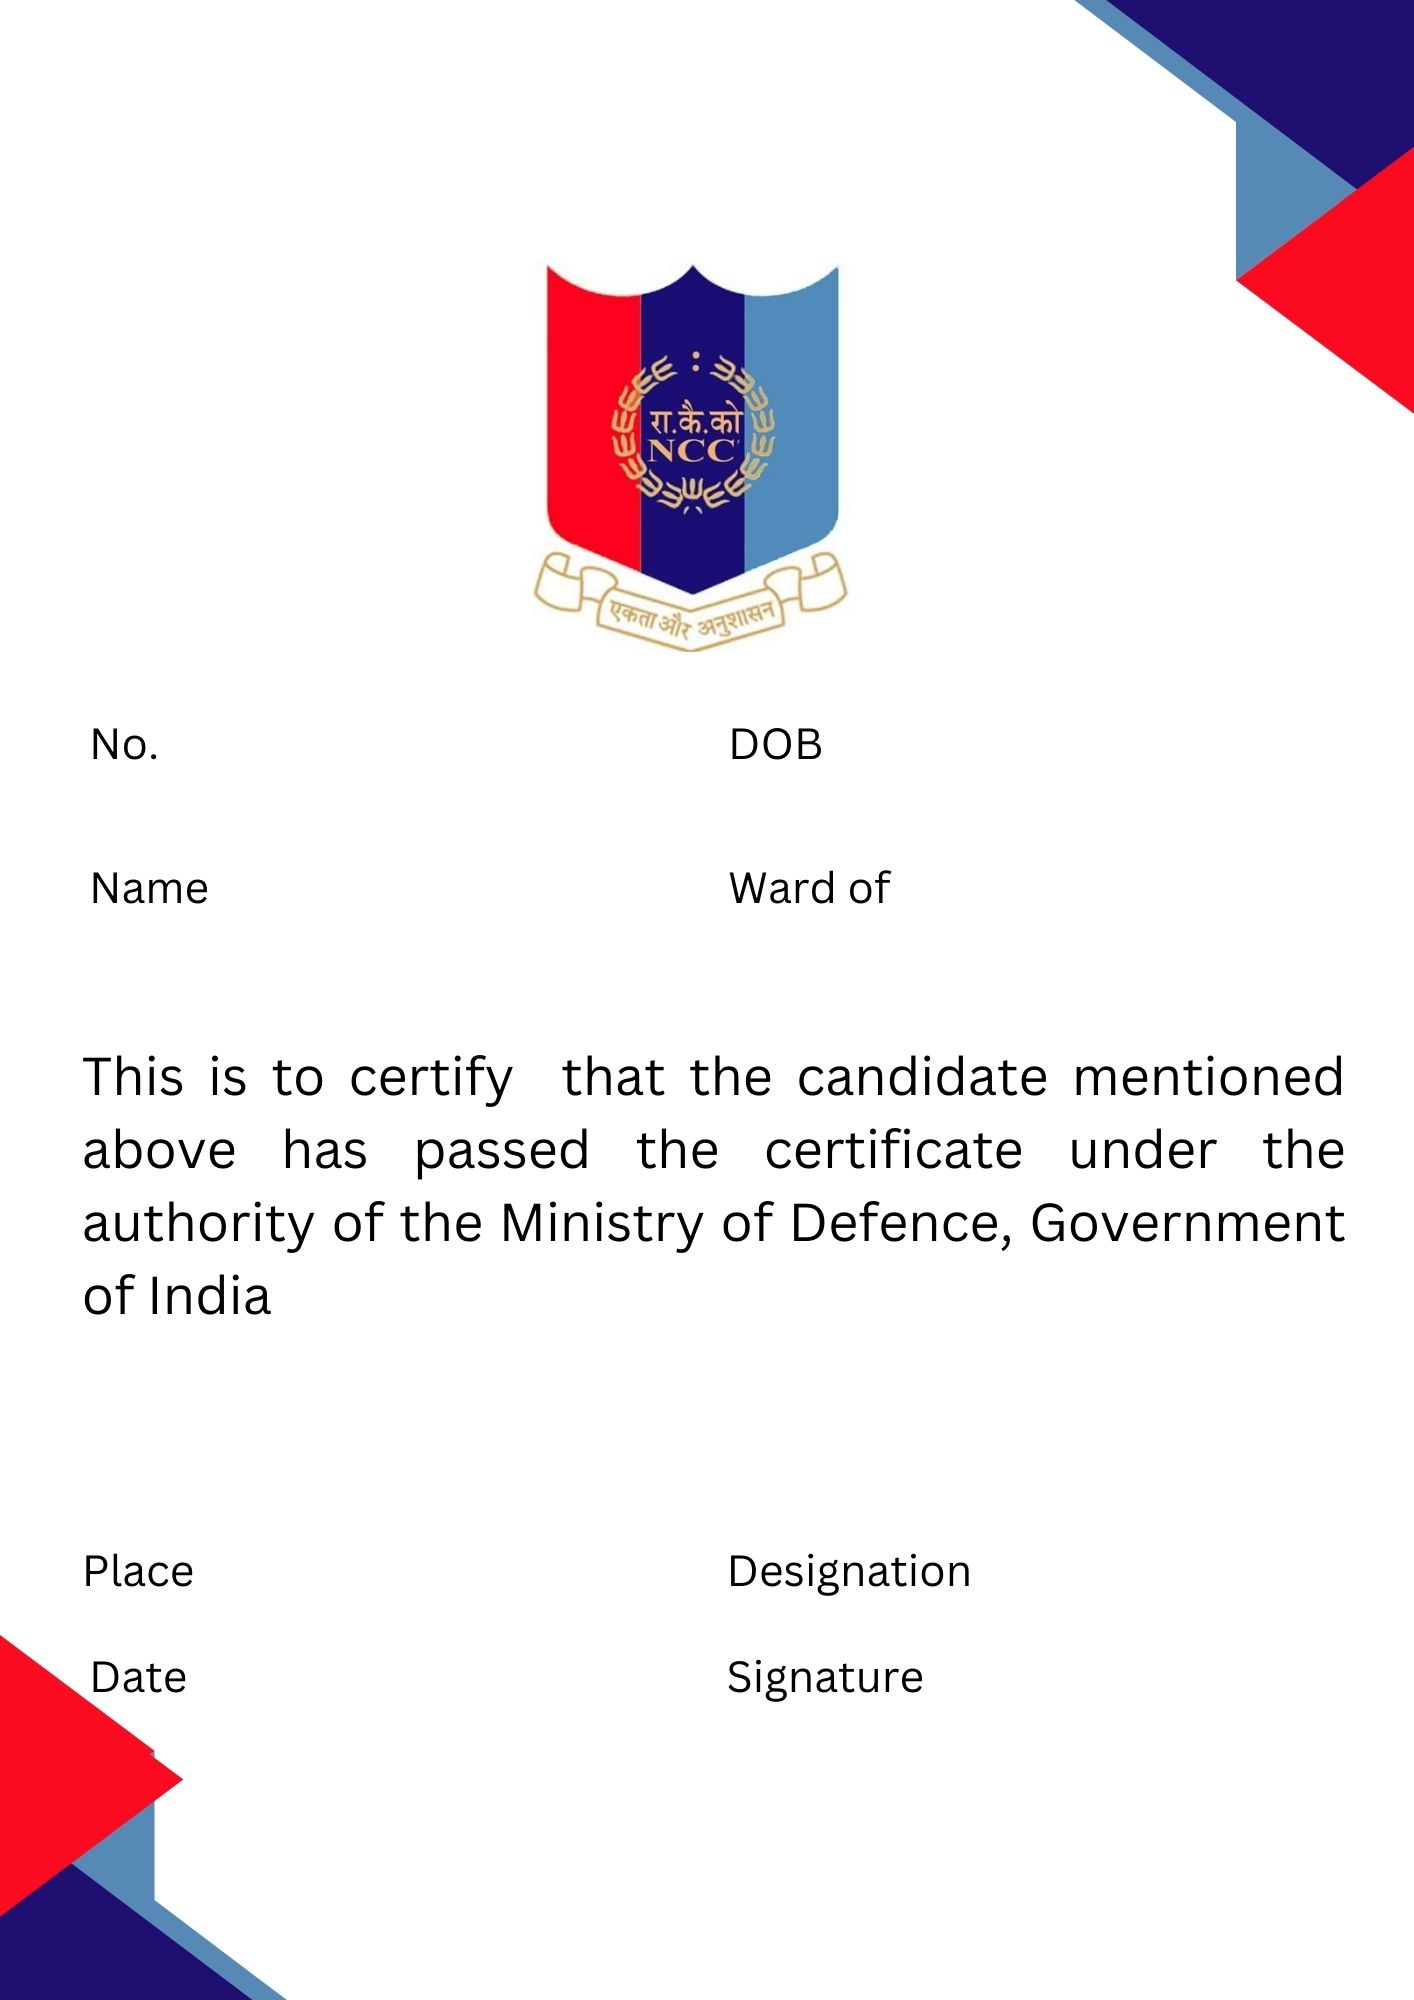 रा.कै.को
NCC
एकता और अनुशासन
No. DOB
Name Ward of
This is to certify that the candidate mentioned
above has passed the certificate under the
authority of the Ministry of Defence, Government
of India
Place Designation
Date Signature